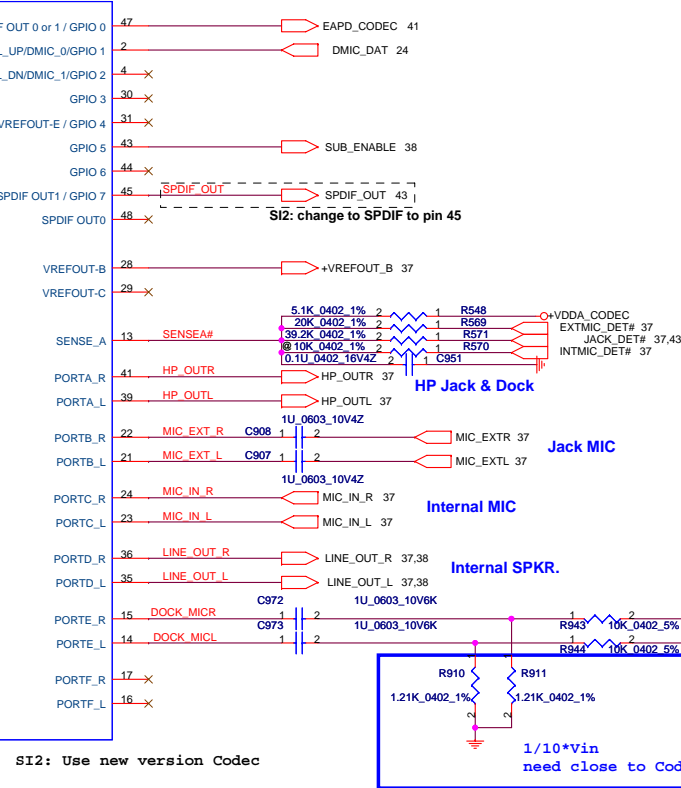 F OUT 0 or 1 / GPIO 0 47 EAPD_CODEC 41
L_UP/DMIC_0/GPIO 1 2 DMIC_DAT 24
L_DN/DMIC_1/GPIO 2 4
GPIO 3 30
VREFOUT-E / GPIO 4 31
GPIO 5 43 SUB_ENABLE 38
GPIO 6 44
SPDIF OUT1 / GPIO 7 45 SPDIF_OUT SPDIF_OUT 43
SPDIF OUT0 48
SI2: change to SPDIF to pin 45
VREFOUT-B 28 +VREFOUT_B 37
VREFOUT-C 29
5.1K_0402_1% 2 1 R548 +VDDA_CODEC
20K_0402_1% 2 1 R569 EXTMIC_DET# 37
SENSE_A 13 SENSEA# 39.2K_0402_1% 2 1 R571 JACK_DET# 37,43
@ 10K_0402_1% 2 1 R570 INTMIC_DET# 37
0.1U_0402_16V4Z 2 1 C951
PORTA_R 41 HP_OUTR HP_OUTR 37
HP Jack & Dock
PORTA_L 39 HP_OUTL HP_OUTL 37
1U_0603_10V4Z
PORTB_R 22 MIC_EXT_R C908 1 2 MIC_EXTR 37
Jack MIC
PORTB_L 21 MIC_EXT_L C907 1 2 MIC_EXTL 37
1U_0603_10V4Z
PORTC_R 24 MIC_IN_R MIC_IN_R 37
Internal MIC
PORTC_L 23 MIC_IN_L MIC_IN_L 37
PORTD_R 36 LINE_OUT_R LINE_OUT_R 37,38
Internal SPKR.
PORTD_L 35 LINE_OUT_L LINE_OUT_L 37,38
C972 1U_0603_10V6K
PORTE_R 15 DOCK_MICR 1 2 1 2
C973 1U_0603_10V6K R943 10K_0402_5%
PORTE_L 14 DOCK_MICL 1 2 1 2
R944 10K_0402_5%
1 1
PORTF_R 17 R910 R911
PORTF_L 16 1.21K_0402_1% 1.21K_0402_1%
2 2
1/10*Vin
SI2: Use new version Codec
need close to Cod